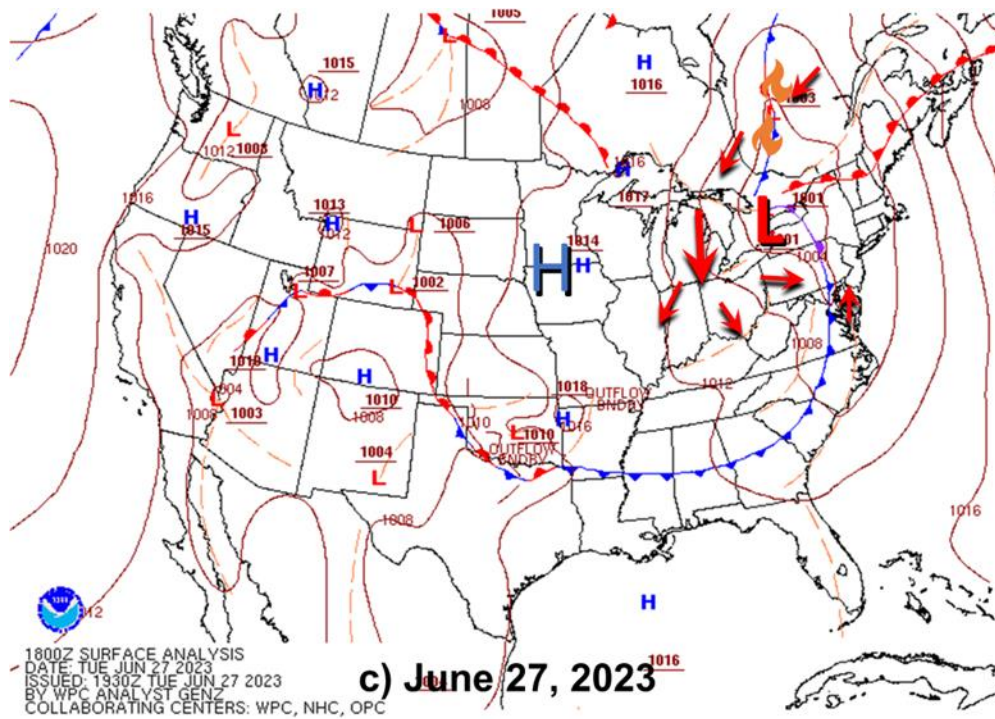 1005
1015
H
1012
L
H
1016
1003
1008
L
1012 1008
1016
H
1016
1017
1013
H
1012
H
1015
L
1006
1001
L
1001
1004
1020
1014
H
H
1007
L
L
1002
1008
1010
H
H
1010
1008
1012
1018
OUTFLOW
BNDRY
H
1016
L
1003
1010
L
1010
OUTFLOW
BNDRY
1004
L
1008
1016
H
1016
1800Z SURFACE ANALYSIS
DATE: TUE JUN 27 2023
ISSUED: 1930Z TUE JUN 27 2023
BY WPC ANALYST GENZ
COLLABORATING CENTERS: WPC, NHC, OPC
c) June 27, 2023